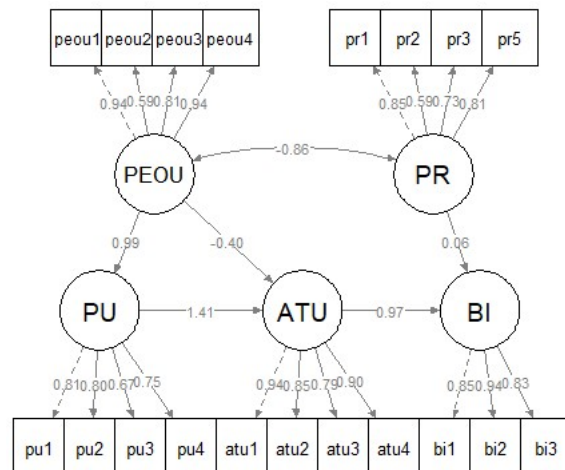 peou1 peou2 peou3 peou4 pr1 pr2 pr3 pr5
0.94 0.59 0.81 0.94 0.85 0.59 0.73 0.81
-0.86
PEOU PR
0.99 -0.40 0.06
PU 1.41 ATU 0.97 BI
0.81 0.80 0.67 0.75 0.94 0.85 0.79 0.90 0.85 0.94 0.83
pu1 pu2 pu3 pu4 atu1 atu2 atu3 atu4 bi1 bi2 bi3